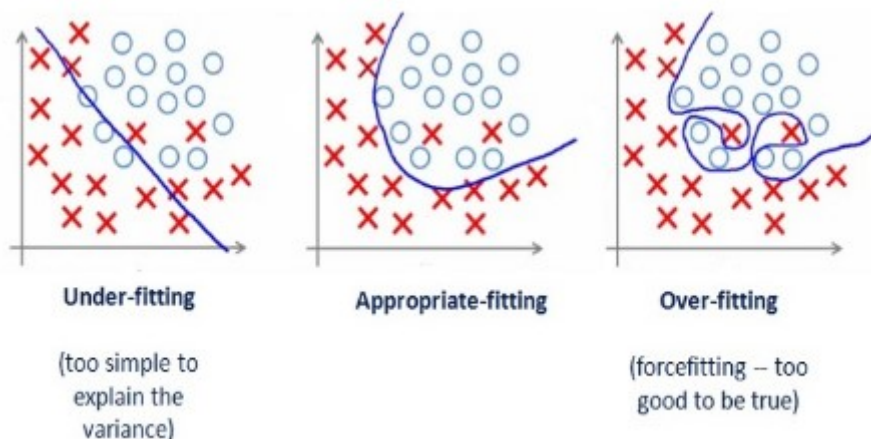 Under-fitting
Appropriate-fitting
Over-fitting
(too simple to
explain the
variance)
(forcefitting – too
good to be true)